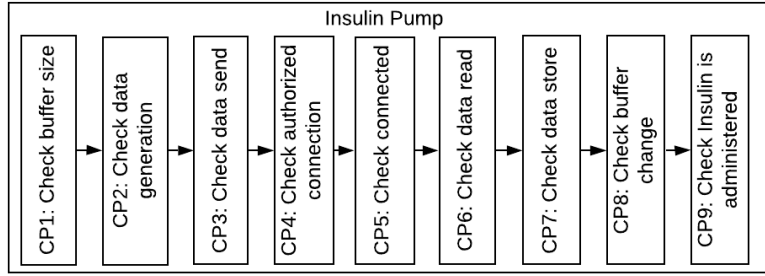 Insulin Pump
CP1: Check buffer size
CP2: Check data
generation
CP3: Check data send
CP4: Check authorized
connection
CP5: Check connected
CP6: Check data read
CP7: Check data store
CP8: Check buffer
change
CP9: Check Insulin is
administered